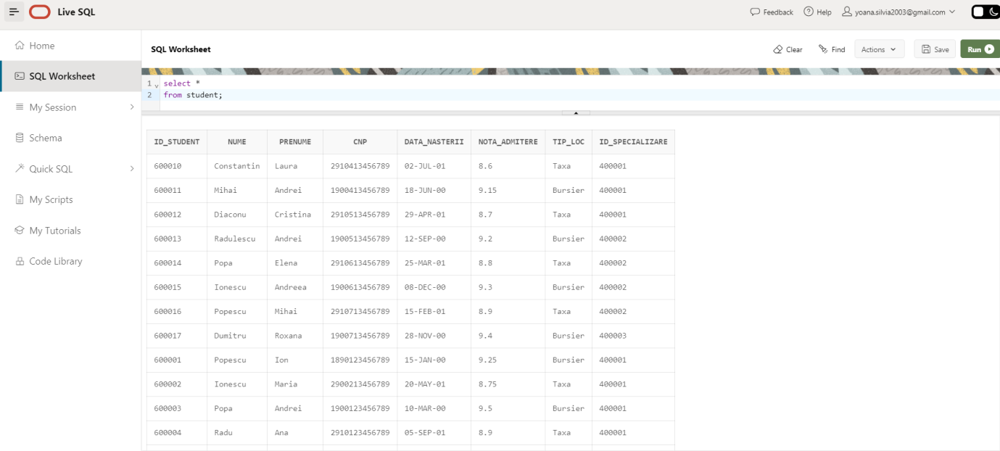 Live SQL
Feedback Help yoana.silvia2003@gmail.com
Home
SQL Worksheet
My Session
Schema
Quick SQL
My Scripts
My Tutorials
Code Library
SQL Worksheet
Clear Find Actions Save Run
1 select *
2 from student;
ID_STUDENT NUME PRENUME CNP DATA_NASTERII NOTA_ADMITERE TIP_LOC ID_SPECIALIZARE
600010 Constantin Laura 2910413456789 02-JUL-01 8.6 Taxa 400001
600011 Mihai Andrei 1900413456789 18-JUN-00 9.15 Bursier 400001
600012 Diaconu Cristina 2910513456789 29-APR-01 8.7 Taxa 400001
600013 Radulescu Andrei 1900513456789 12-SEP-00 9.2 Bursier 400002
600014 Popa Elena 2910613456789 25-MAR-01 8.8 Taxa 400002
600015 Ionescu Andreea 1900613456789 08-DEC-00 9.3 Bursier 400002
600016 Popescu Mihai 2910713456789 15-FEB-01 8.9 Taxa 400002
600017 Dumitru Roxana 1900713456789 28-NOV-00 9.4 Bursier 400003
600001 Popescu Ion 1890123456789 15-JAN-00 9.25 Bursier 400001
600002 Ionescu Maria 2900213456789 20-MAY-01 8.75 Taxa 400001
600003 Popa Andrei 1900123456789 10-MAR-00 9.5 Bursier 400001
600004 Radu Ana 2910123456789 05-SEP-01 8.9 Taxa 400001